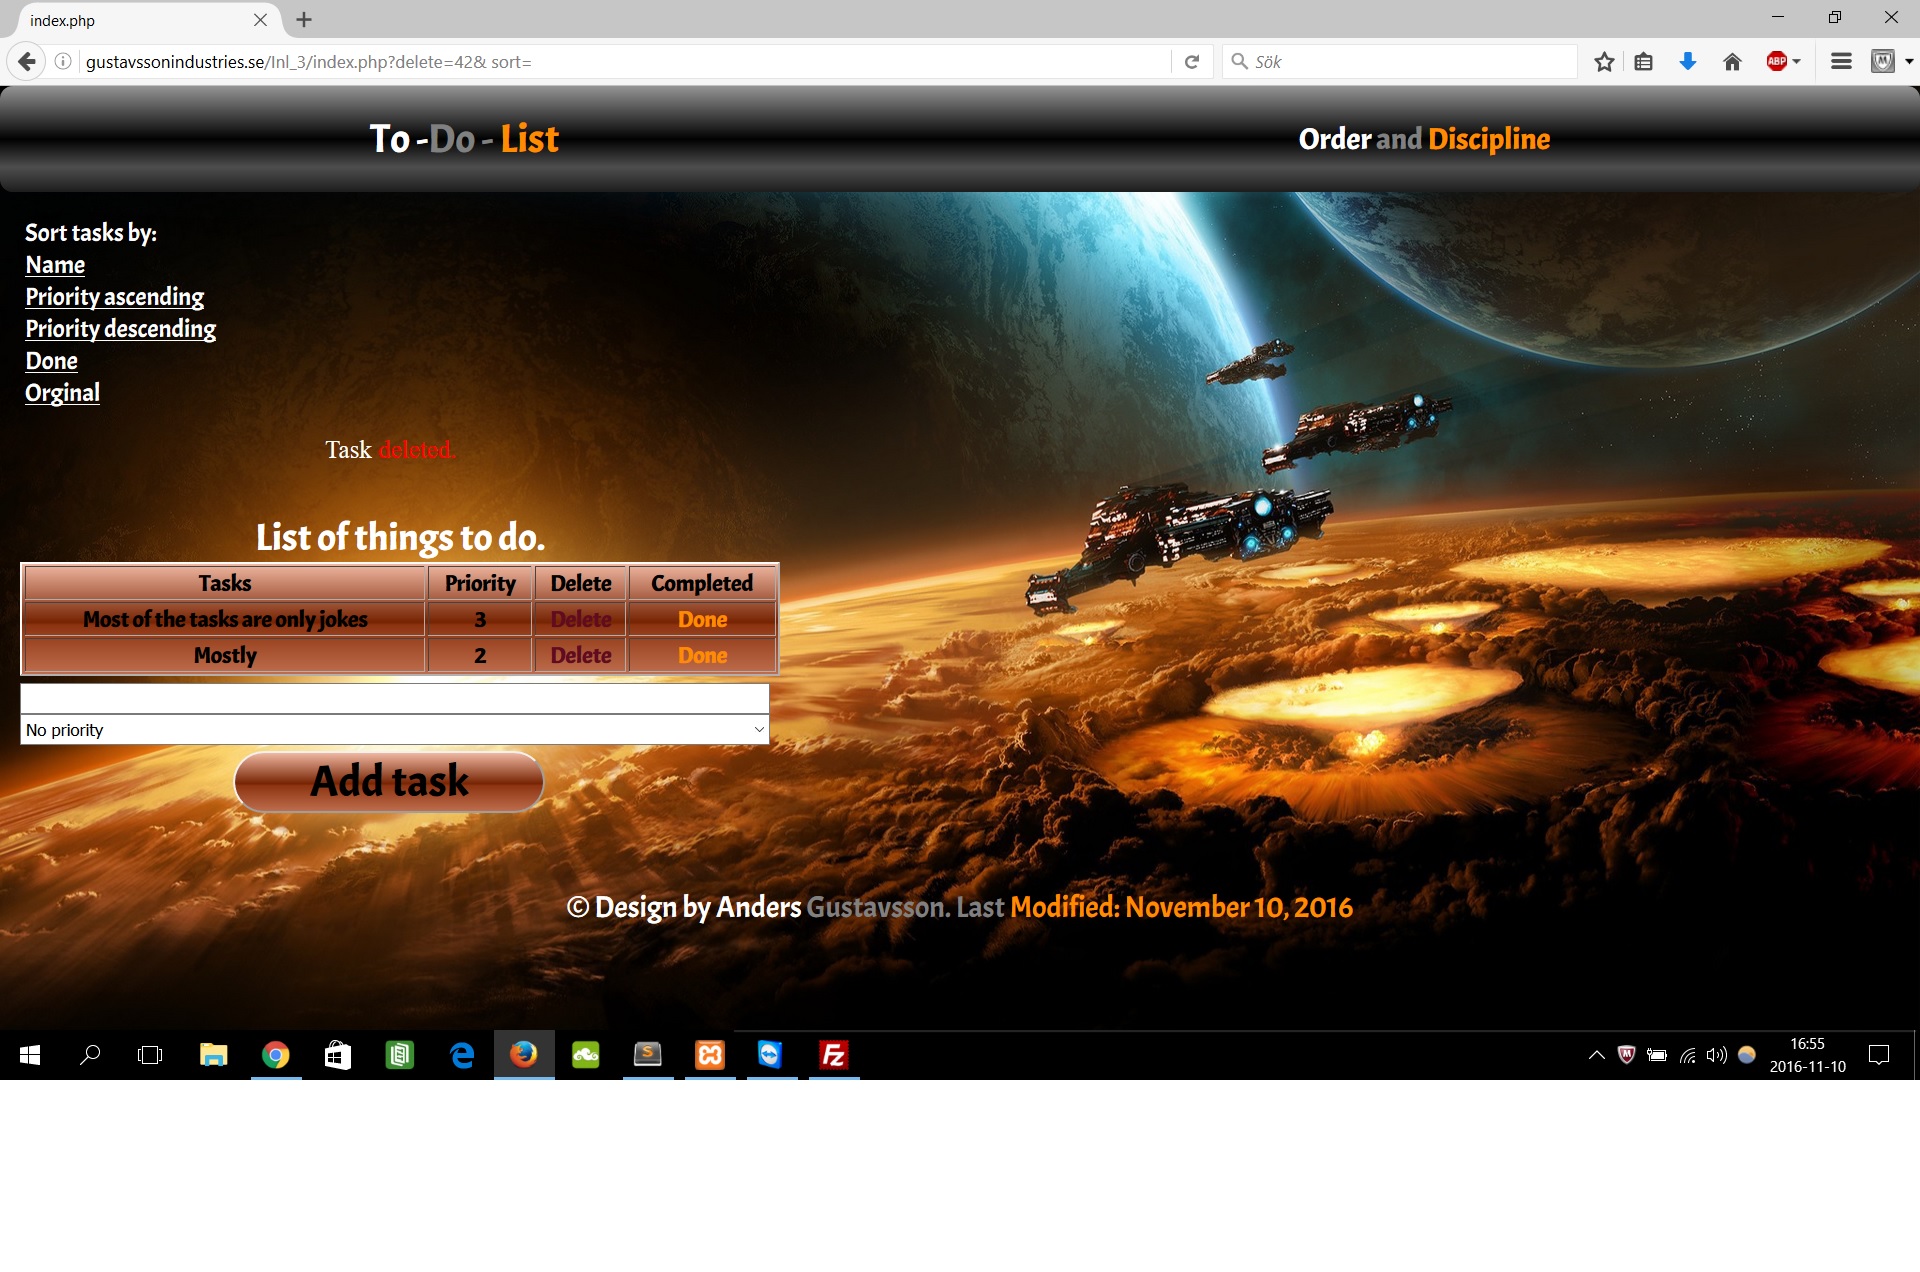 index.php
gustavssonindustries.se/Inl_3/index.php?delete=42& sort=
Sök
ABP
To -Do - List
Order and Discipline
Sort tasks by:
Name
Priority ascending
Priority descending
Done
Orginal
Task deleted.
List of things to do.
Tasks Priority Delete Completed
Most of the tasks are only jokes 3 Delete Done
Mostly 2 Delete Done
No priority
Add task
© Design by Anders Gustavsson. Last Modified: November 10, 2016
16:55
2016-11-10